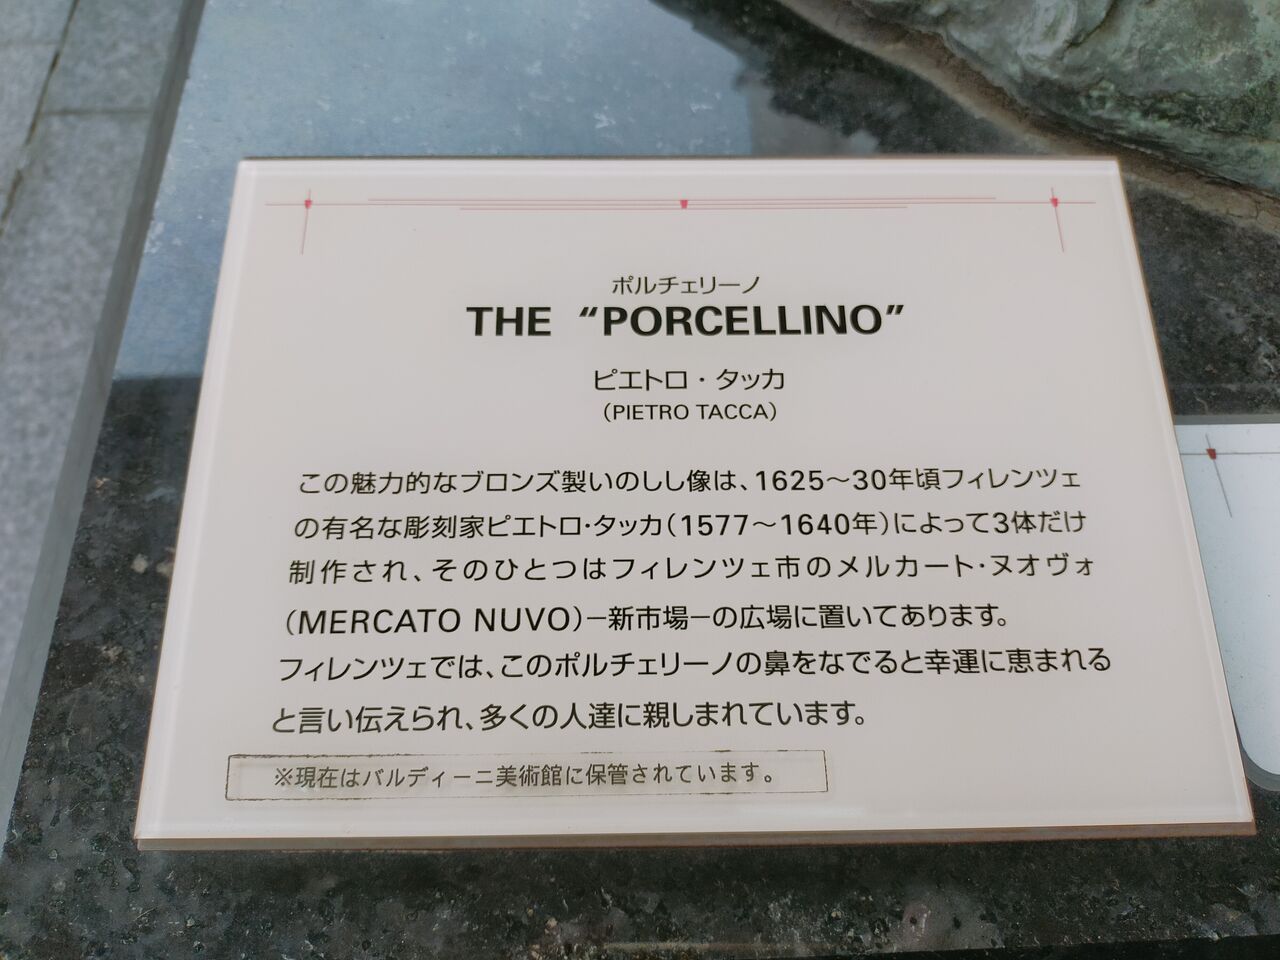 ポルチェリーノ
THE “PORCELLINO”
ピエトロ・タッカ
(PIETRO TACCA)
この魅力的なブロンズ製いのしし像は、1625〜30年頃フィレンツェ
の有名な彫刻家ピエトロ・タッカ(1577〜1640年)によって3体だけ
制作され、そのひとつはフィレンツェ市のメルカート・ヌオヴォ
(MERCATO NUVO)−新市場−の広場に置いてあります。
フィレンツェでは、このポルチェリーノの鼻をなでると幸運に恵まれる
と言い伝えられ、多くの人達に親しまれています。
※現在はバルディーニ美術館に保管されています。